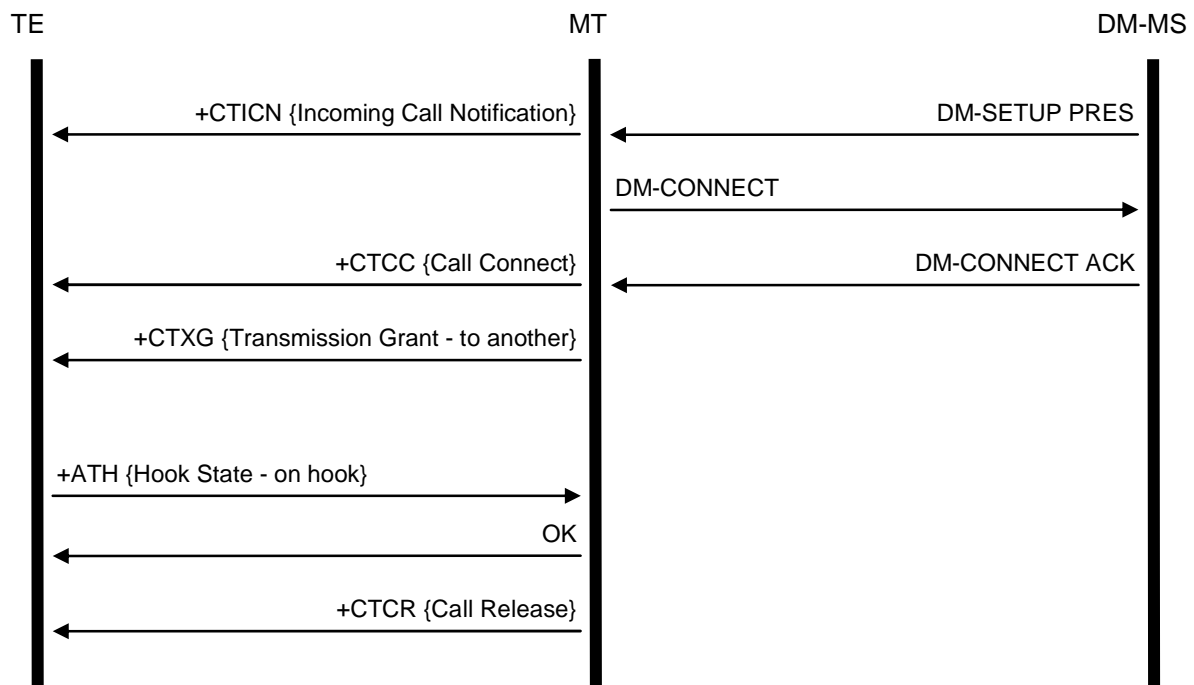 TE
MT
DM-MS
+CTICN {Incoming Call Notification}
DM-SETUP PRES
DM-CONNECT
+CTCC {Call Connect}
DM-CONNECT ACK
+CTXG {Transmission Grant - to another}
+ATH {Hook State - on hook}
OK
+CTCR {Call Release}